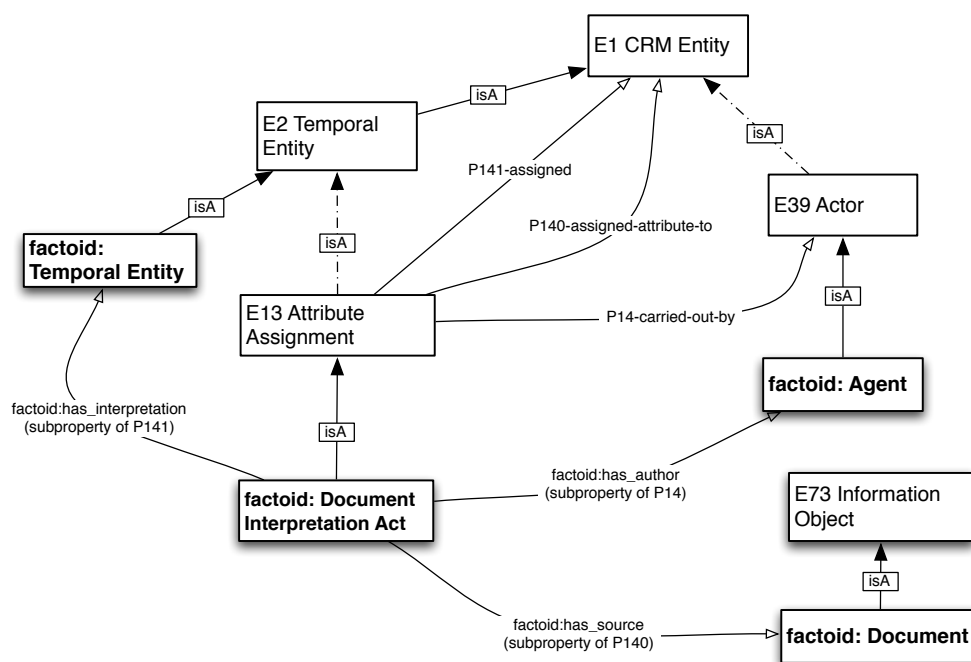 E1 CRM Entity
isA
E2 Temporal
Entity
isA
P141-assigned
E39 Actor
isA
P140-assigned-attribute-to
factoid:
Temporal Entity
isA
isA
E13 Attribute
Assignment
P14-carried-out-by
factoid: Agent
factoid:has_interpretation
(subproperty of P141)
isA
factoid:has_author
(subproperty of P14)
factoid: Document
Interpretation Act
E73 Information
Object
isA
factoid:has_source
(subproperty of P140)
factoid: Document